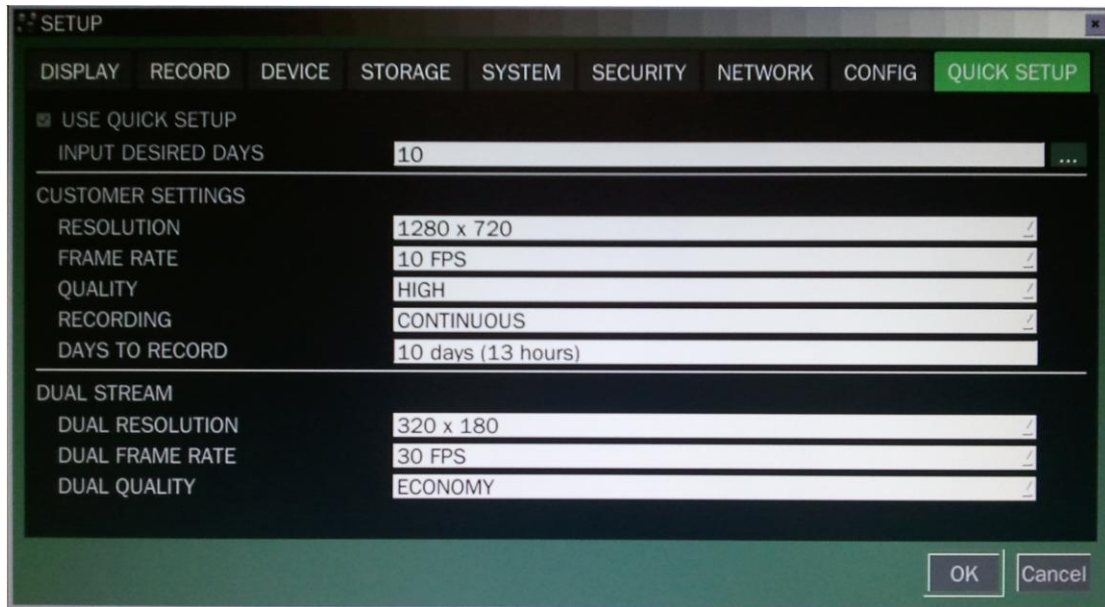 SETUP
DISPLAY RECORD DEVICE STORAGE SYSTEM SECURITY NETWORK CONFIG QUICK SETUP
USE QUICK SETUP
INPUT DESIRED DAYS 10 ...
CUSTOMER SETTINGS
RESOLUTION 1280 x 720
FRAME RATE 10 FPS
QUALITY HIGH
RECORDING CONTINUOUS
DAYS TO RECORD 10 days (13 hours)
DUAL STREAM
DUAL RESOLUTION 320 x 180
DUAL FRAME RATE 30 FPS
DUAL QUALITY ECONOMY
OK Cancel